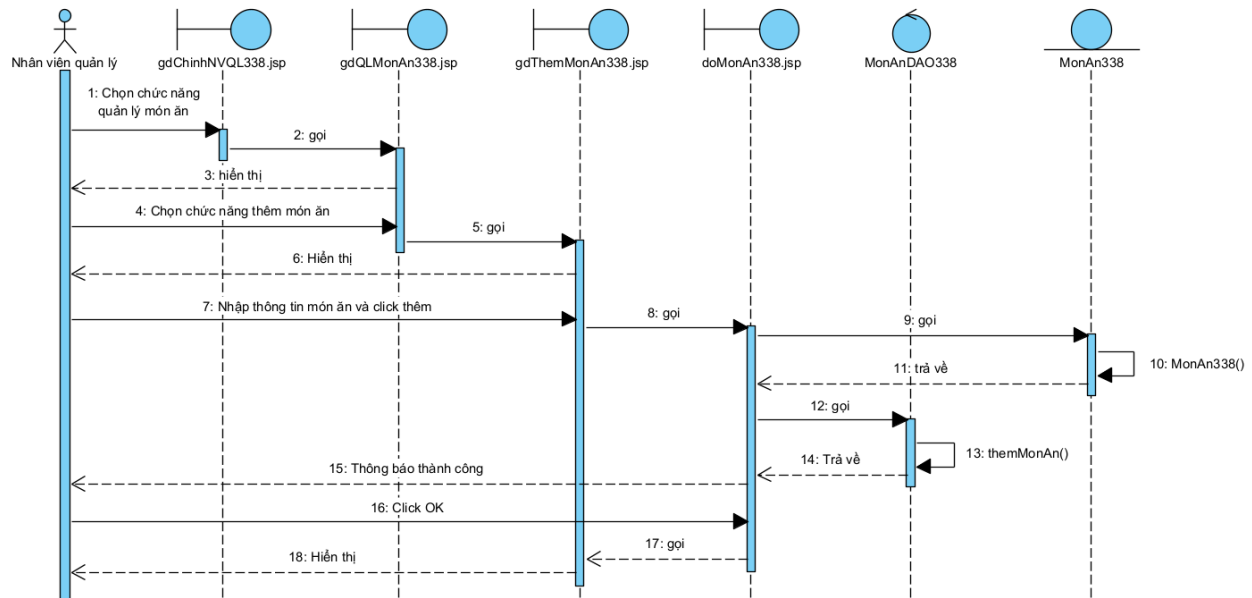 Nhân viên quản lý
gdChinhNVQL338.jsp
gdQLMonAn338.jsp
gdThemMonAn338.jsp
doMonAn338.jsp
MonAnDAO338
MonAn338
1: Chọn chức năng
quản lý món ăn
2: gọi
3: hiển thị
4: Chọn chức năng thêm món ăn
5: gọi
6: Hiển thị
7: Nhập thông tin món ăn và click thêm
8: gọi
9: gọi
10: MonAn338()
11: trả về
12: gọi
13: themMonAn()
14: Trả về
15: Thông báo thành công
16: Click OK
17: gọi
18: Hiển thị